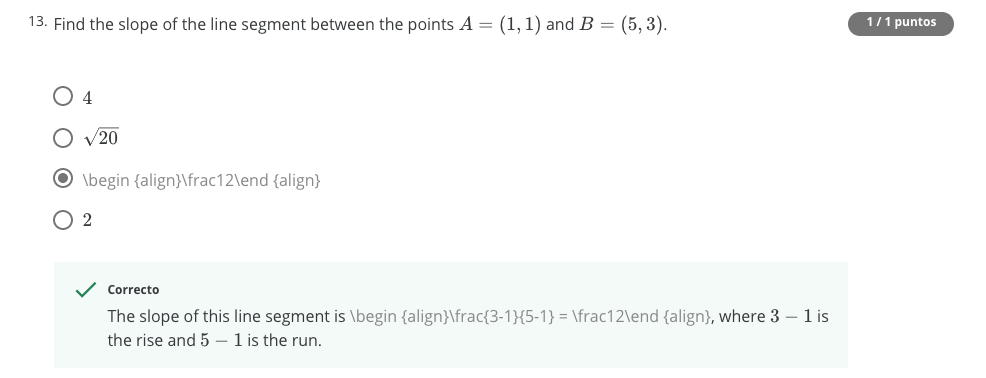 13. Find the slope of the line segment between the points A = (1, 1) and B = (5, 3).
1 / 1 puntos
4
√20
\begin {align}\frac12\end {align}
2
Correcto
The slope of this line segment is \begin {align}\frac{3-1}{5-1} = \frac12\end {align}, where 3 − 1 is
the rise and 5 − 1 is the run.